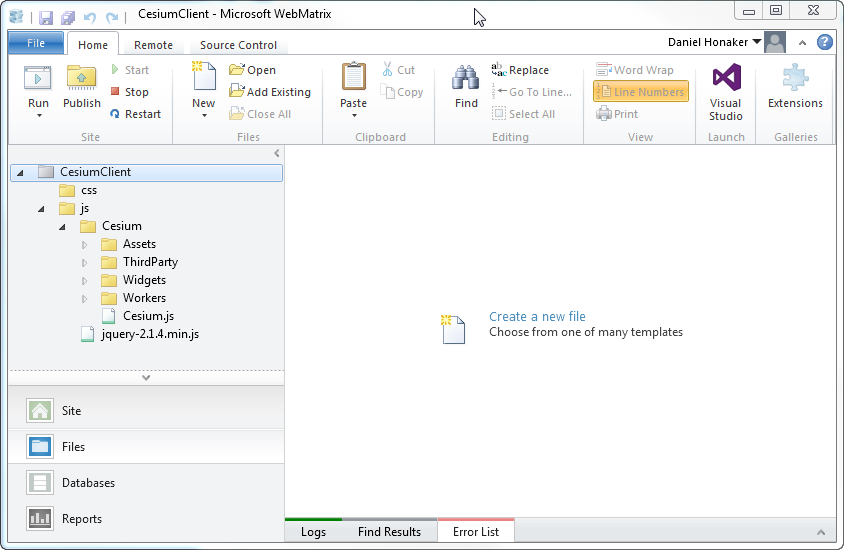 CesiumClient - Microsoft WebMatrix
File Home Remote Source Control Daniel Honaker
Run
Publish
Start
Stop
Restart
Site
New
Open
Add Existing
Close All
Files
Paste
Cut
Copy
Clipboard
Find
Replace
Go To Line...
Select All
Editing
Word Wrap
Line Numbers
Print
View
Visual
Studio
Launch
Extensions
Galleries
CesiumClient
css
js
Cesium
Assets
ThirdParty
Widgets
Workers
Cesium.js
jquery-2.1.4.min.js
Create a new file
Choose from one of many templates
Site
Files
Databases
Reports
Logs Find Results Error List